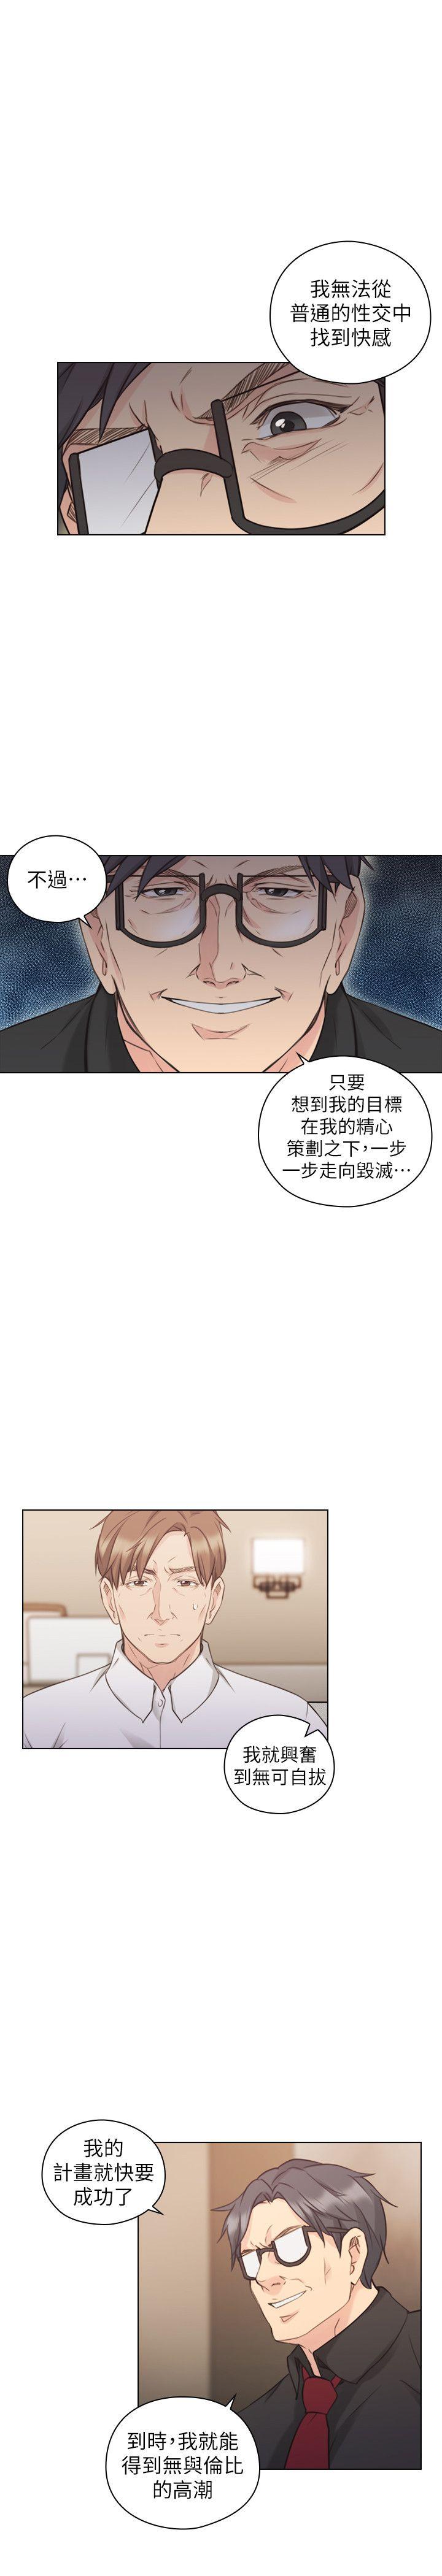 我無法從
普通的性交中
找到快感
不過⋯
只要
想到我的目標
在我的精心
策劃之下，一步
一步走向毀滅⋯
我就興奮
到無可自拔
我的
計畫就快要
成功了
到時，我就能
得到無與倫比
的高潮